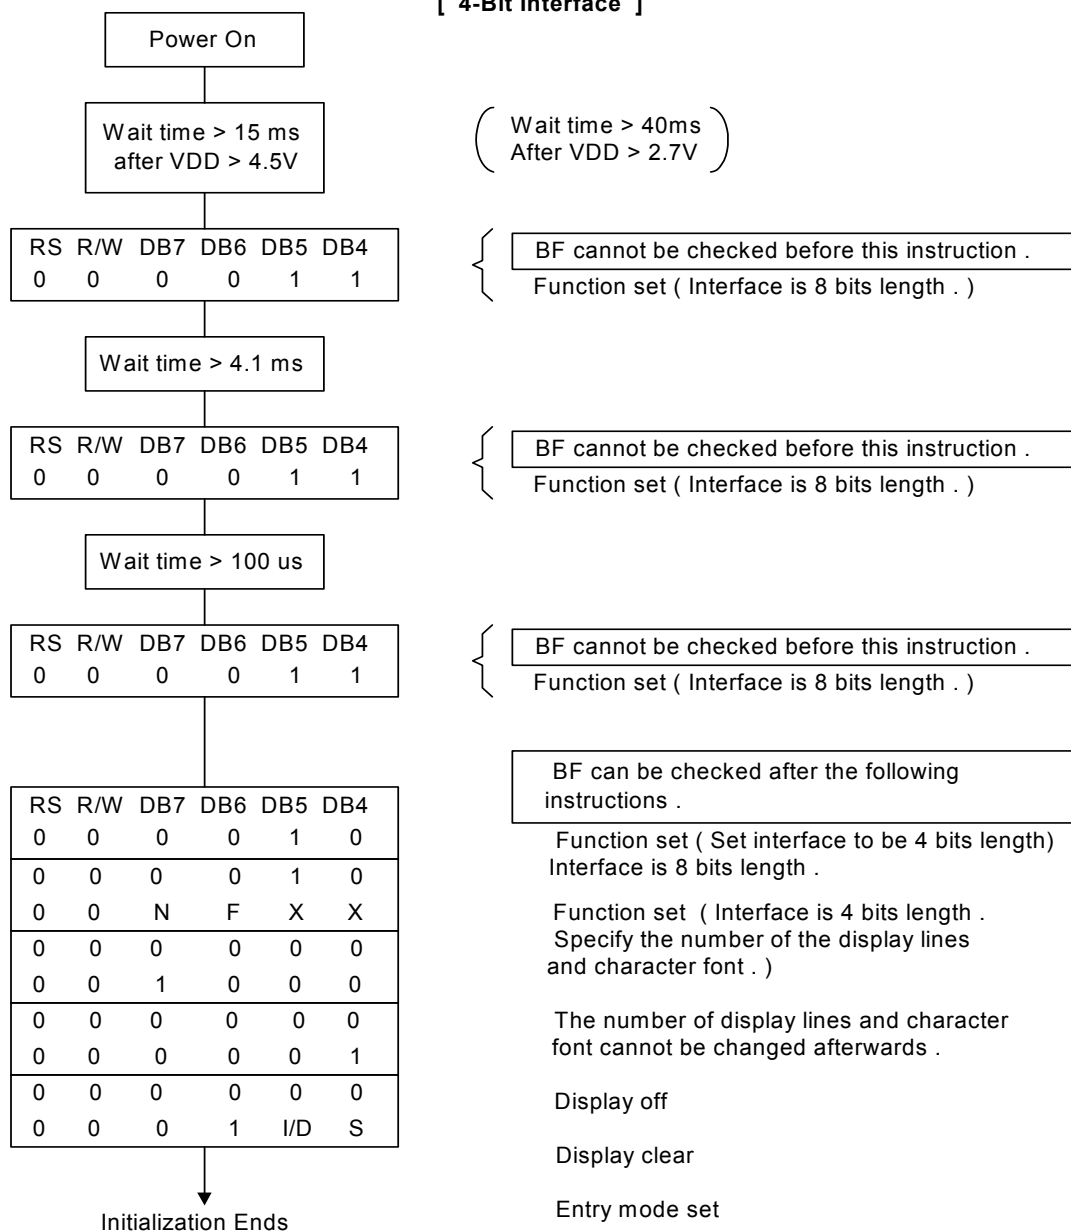 [ 4-Bit Interface ]
Power On
Wait time > 15 ms
after VDD > 4.5V
Wait time > 40ms
After VDD > 2.7V
RS R/W DB7 DB6 DB5 DB4
0 0 0 0 1 1
BF cannot be checked before this instruction .
Function set ( Interface is 8 bits length . )
Wait time > 4.1 ms
RS R/W DB7 DB6 DB5 DB4
0 0 0 0 1 1
BF cannot be checked before this instruction .
Function set ( Interface is 8 bits length . )
Wait time > 100 us
RS R/W DB7 DB6 DB5 DB4
0 0 0 0 1 1
BF cannot be checked before this instruction .
Function set ( Interface is 8 bits length . )
RS R/W DB7 DB6 DB5 DB4
0 0 0 0 1 0
0 0 0 0 1 0
0 0 N F X X
0 0 0 0 0 0
0 0 1 0 0 0
0 0 0 0 0 0
0 0 0 0 0 1
0 0 0 0 0 0
0 0 0 1 I/D S
Initialization Ends
BF can be checked after the following
instructions .
Function set ( Set interface to be 4 bits length)
Interface is 8 bits length .
Function set ( Interface is 4 bits length .
Specify the number of the display lines
and character font . )
The number of display lines and character
font cannot be changed afterwards .
Display off
Display clear
Entry mode set